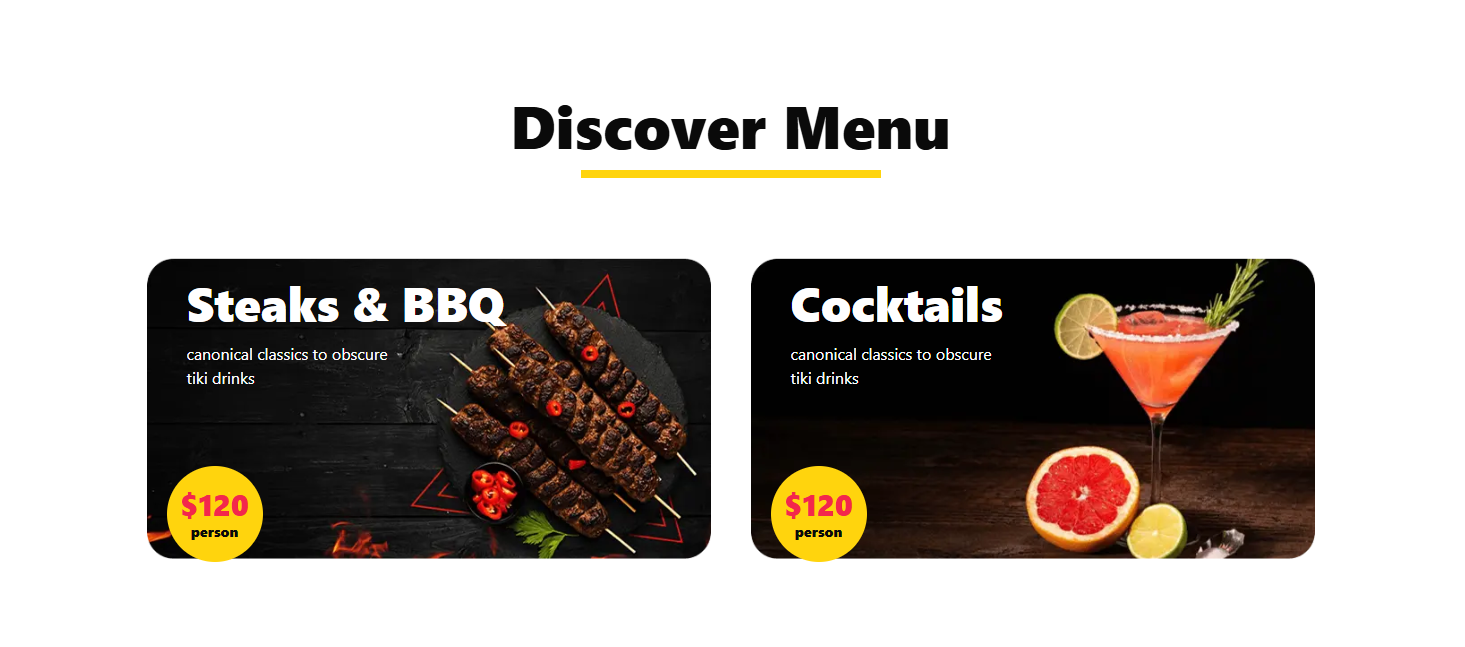 Discover Menu
Steaks & BBQ
canonical classics to obscure
tiki drinks
$120
person
Cocktails
canonical classics to obscure
tiki drinks
$120
person